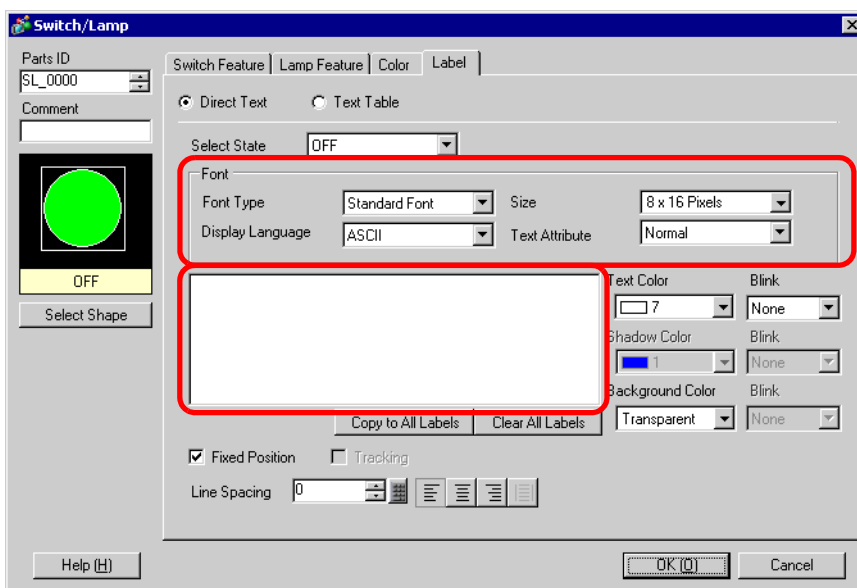 Switch/Lamp
Parts ID
SL_0000
Comment
OFF
Select Shape
Switch Feature Lamp Feature Color Label
Direct Text Text Table
Select State OFF
Font
Font Type Standard Font Size 8 x 16 Pixels
Display Language ASCII Text Attribute Normal
Text Color Blink
7 None
Shadow Color Blink
1 None
Background Color Blink
Transparent None
Copy to All Labels Clear All Labels
Fixed Position Tracking
Line Spacing 0
Help (H) OK (O) Cancel